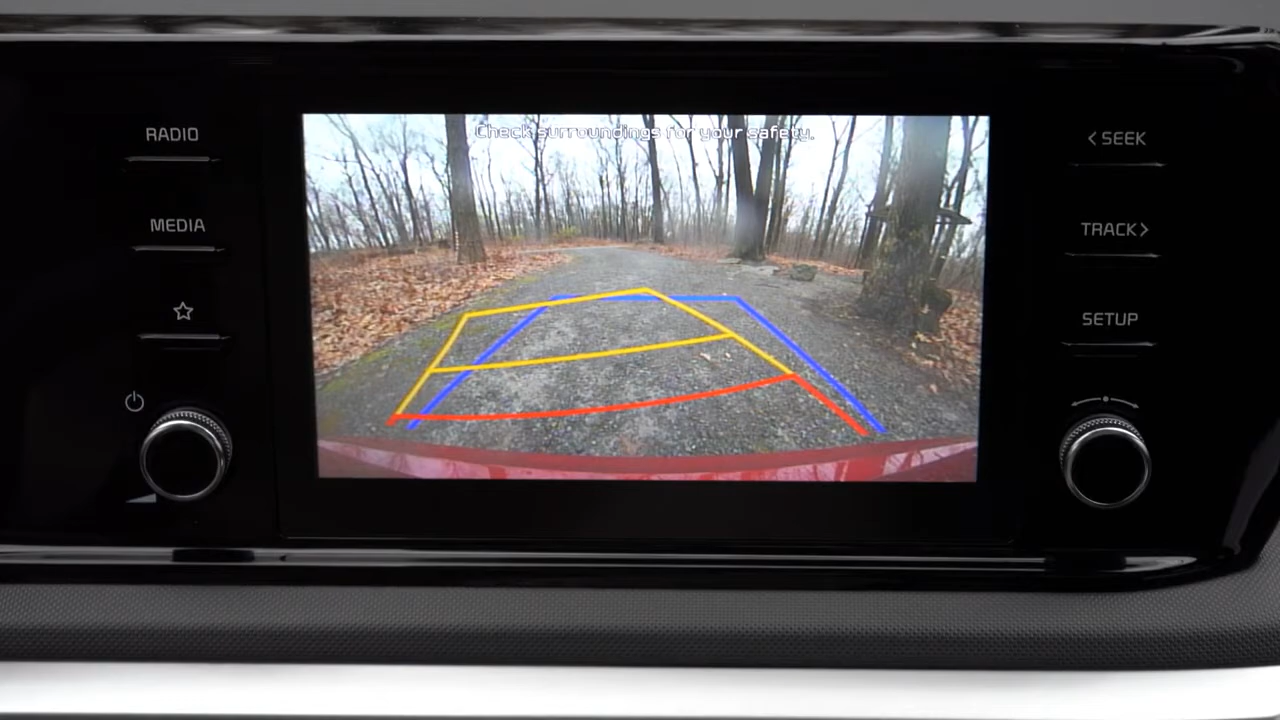 Check surroundings for your safety.
RADIO
MEDIA
< SEEK
TRACK >
SETUP